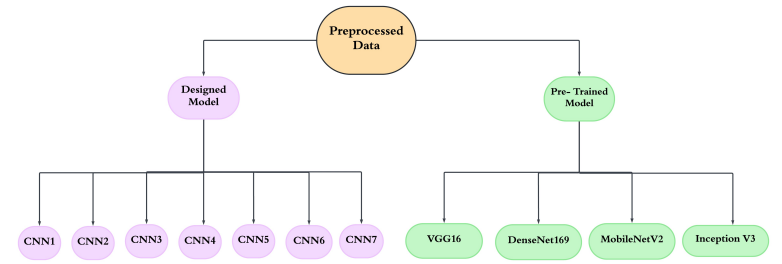 Preprocessed
Data
Designed
Model
Pre- Trained
Model
CNN1
CNN2
CNN3
CNN4
CNN5
CNN6
CNN7
VGG16
DenseNet169
MobileNetV2
Inception V3